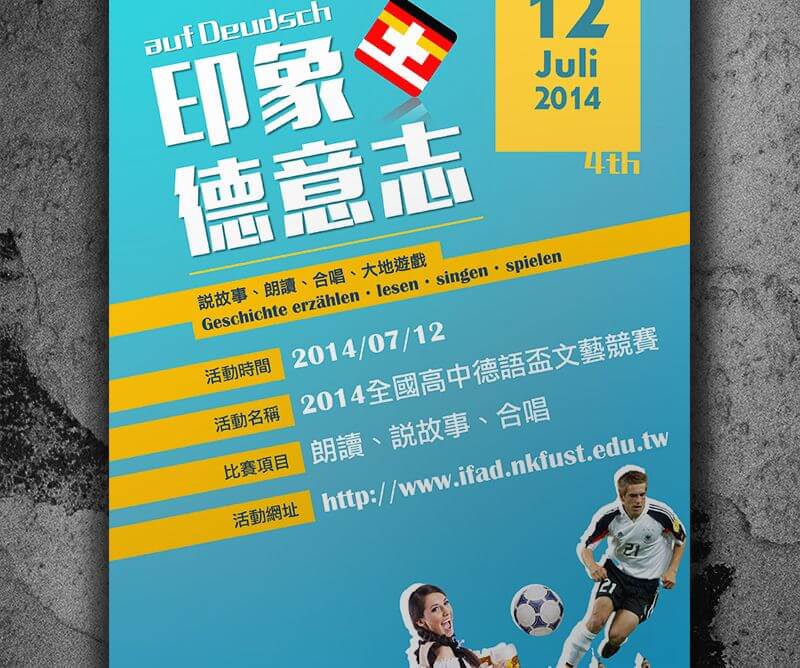 auf Deudsch
印象
德意志
12
Juli
2014
4th
說故事、朗讀、合唱、大地遊戲
Geschichte erzählen・lesen・singen・spielen
活動時間 2014/07/12
活動名稱 2014全國高中德語盃文藝競賽
比賽項目 朗讀、說故事、合唱
活動網址 http://www.ifad.nkfust.edu.tw
21
21